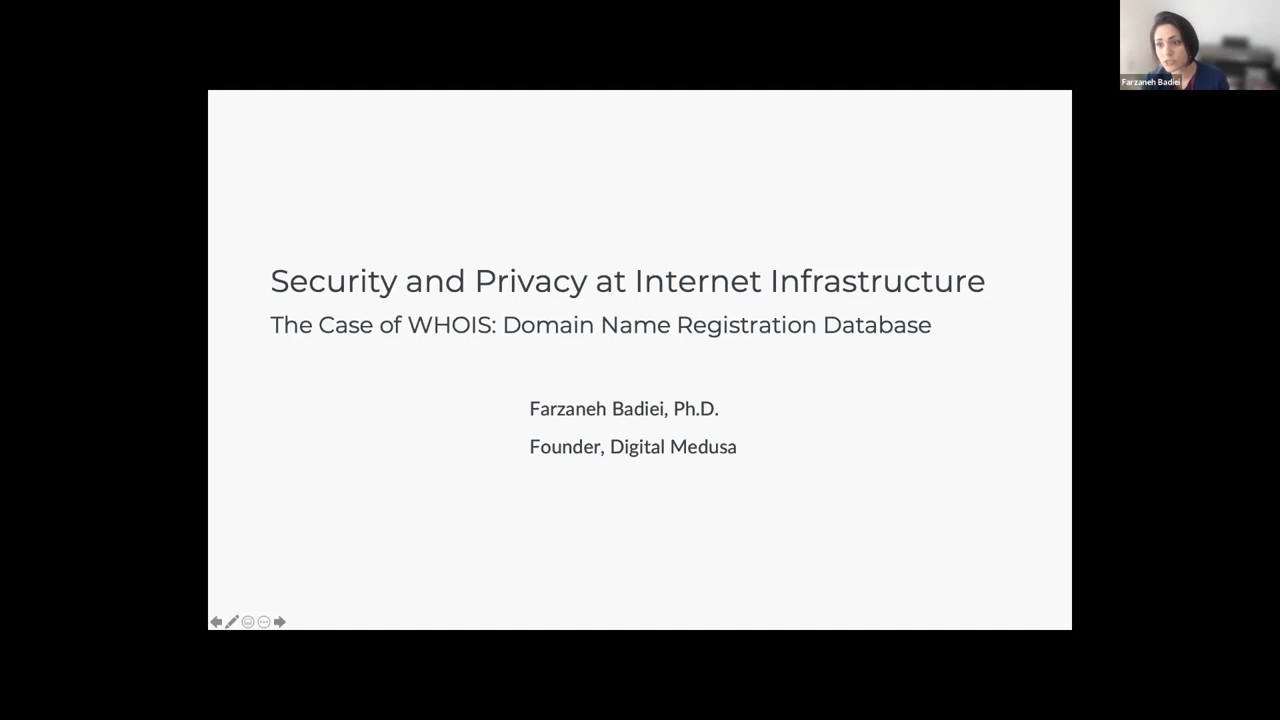 Farzaneh Badiei
Security and Privacy at Internet Infrastructure
The Case of WHOIS: Domain Name Registration Database
Farzaneh Badiei, Ph.D.
Founder, Digital Medusa